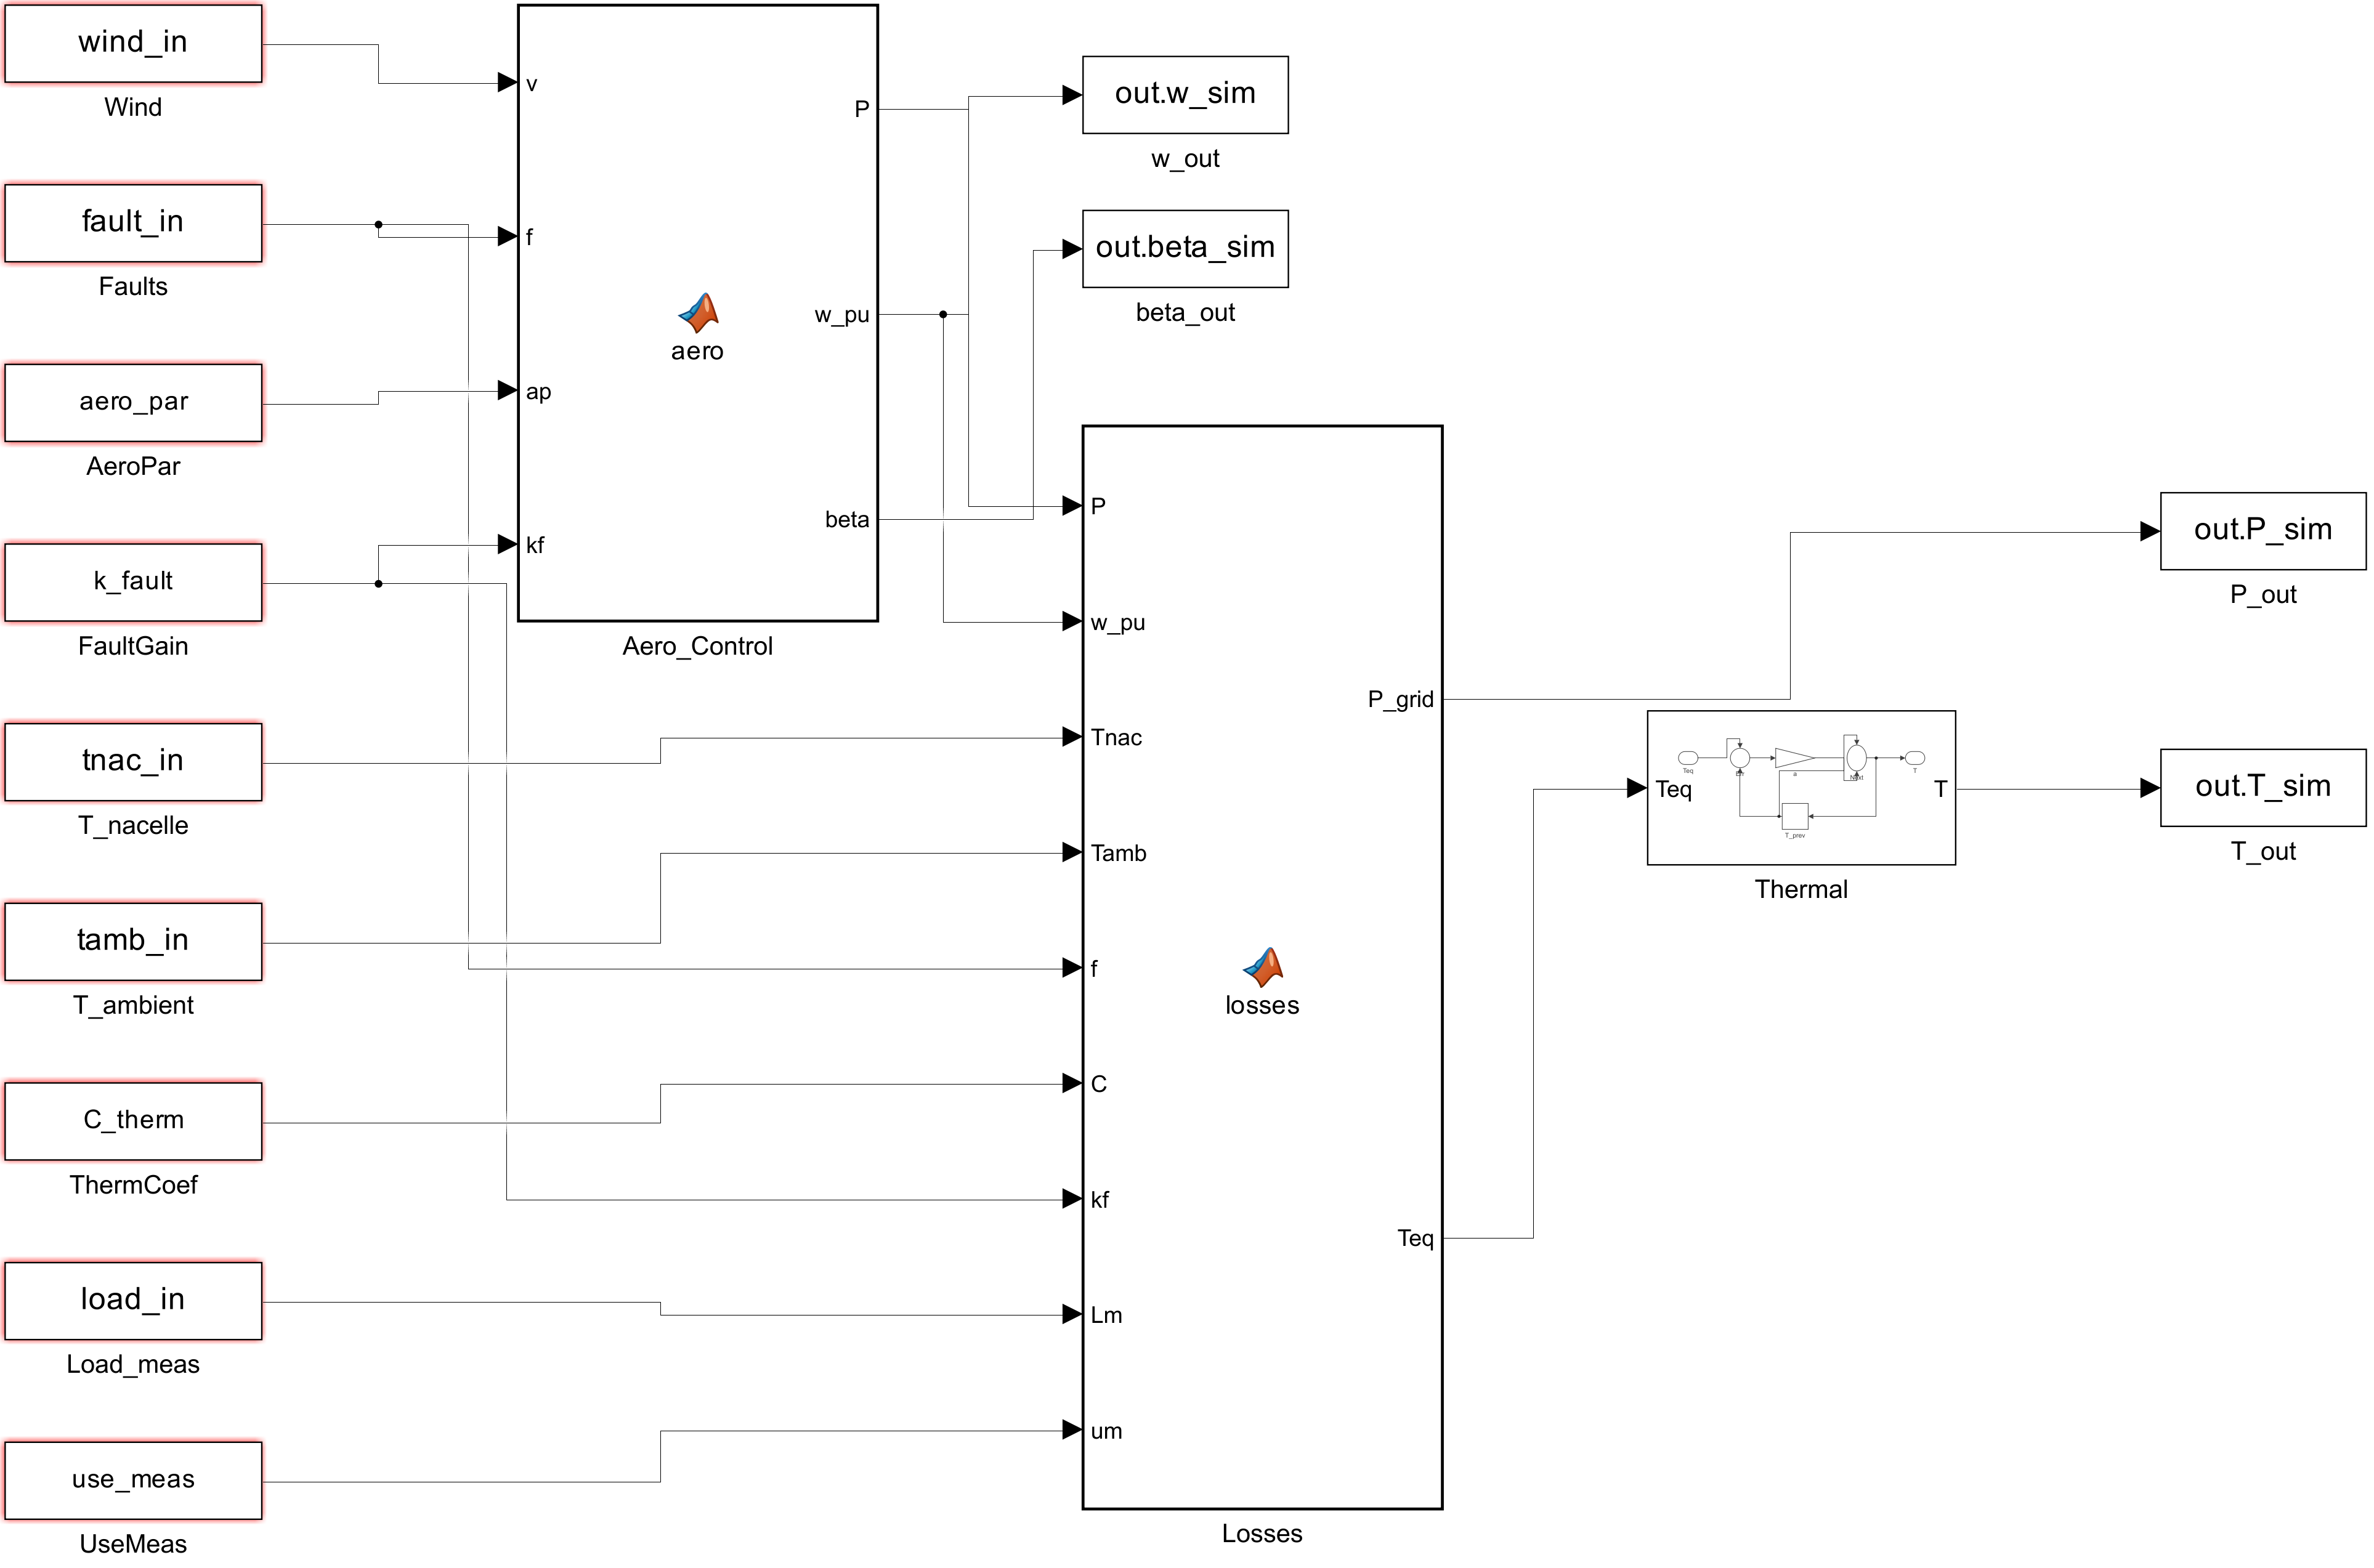 wind_in
Wind
fault_in
Faults
aero_par
AeroPar
k_fault
FaultGain
tnac_in
T_nacelle
tamb_in
T_ambient
C_therm
ThermCoef
load_in
Load_meas
use_meas
UseMeas
v
f
ap
kf
aero
P
w_pu
beta
Aero_Control
out.w_sim
w_out
out.beta_sim
beta_out
P
w_pu
Tnac
Tamb
f
C
kf
Lm
um
losses
P_grid
Teq
Losses
Teq
Teq
a
T_prev
T
T
Thermal
out.P_sim
P_out
out.T_sim
T_out